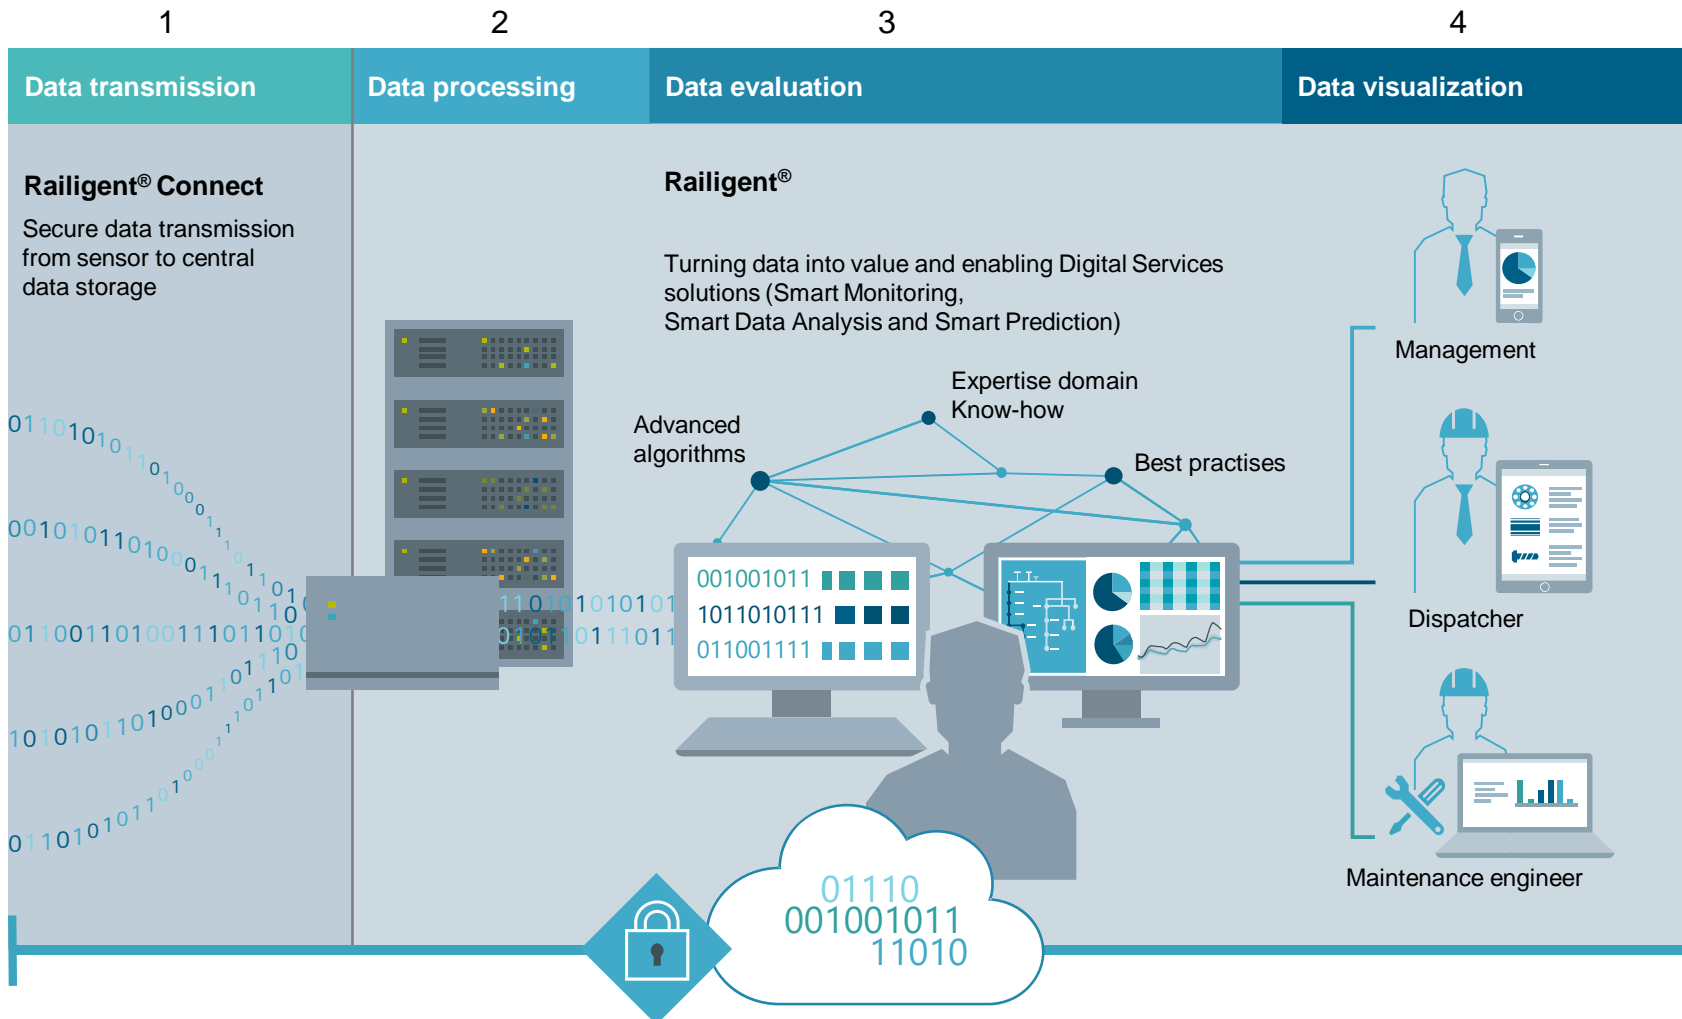 1
2
3
4
Data transmission
Data processing
Data evaluation
Data visualization
Railigent® Connect
Secure data transmission
from sensor to central
data storage
Railigent®
Turning data into value and enabling Digital Services
solutions (Smart Monitoring,
Smart Data Analysis and Smart Prediction)
Advanced
algorithms
Expertise domain
Know-how
Best practises
001001011
1011010111
011001111
Management
Dispatcher
Maintenance engineer
01110
001001011
11010